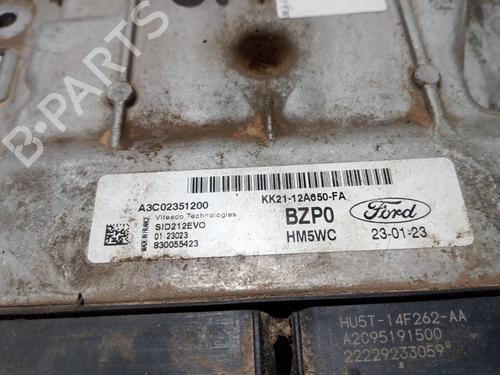 B-PARTS
A3C02351200
KK21-12A650-FA
Vitesco Technologies
SID212EVO
BZP0
Ford
01.23023
HM5WC
23-01-23
MADE IN FRANCE
830055423
HU5T-14F262-AA
A2C95191500
22229233059